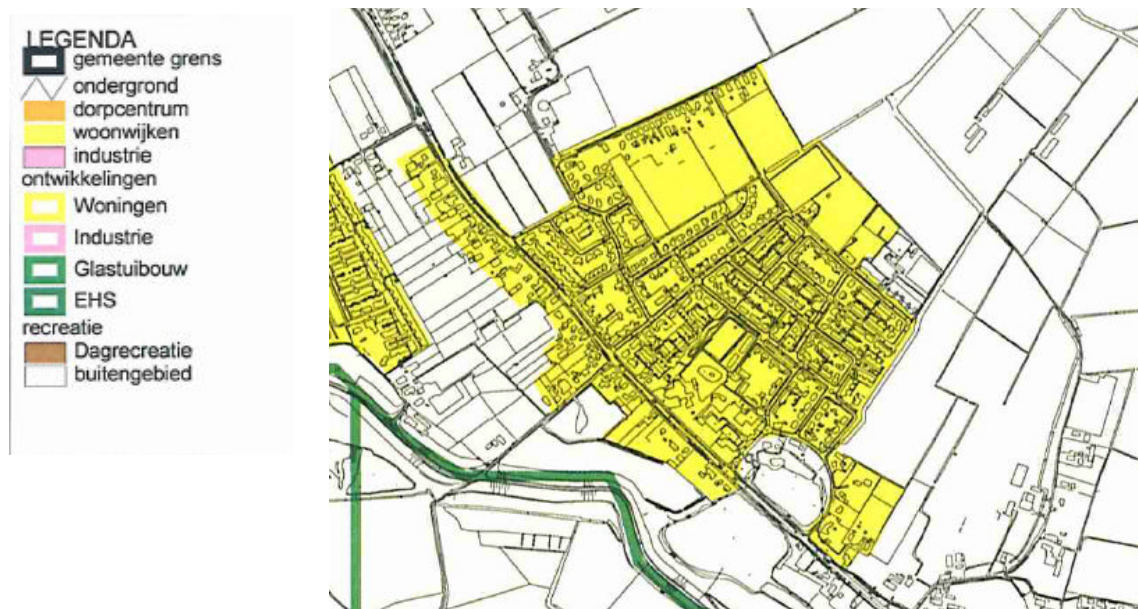 LEGENDA
gemeente grens
ondergrond
dorpcentrum
woonwijken
industrie
ontwikkelingen
Woningen
Industrie
Glastuibouw
EHS
recreatie
Dagrecreatie
buitengebied